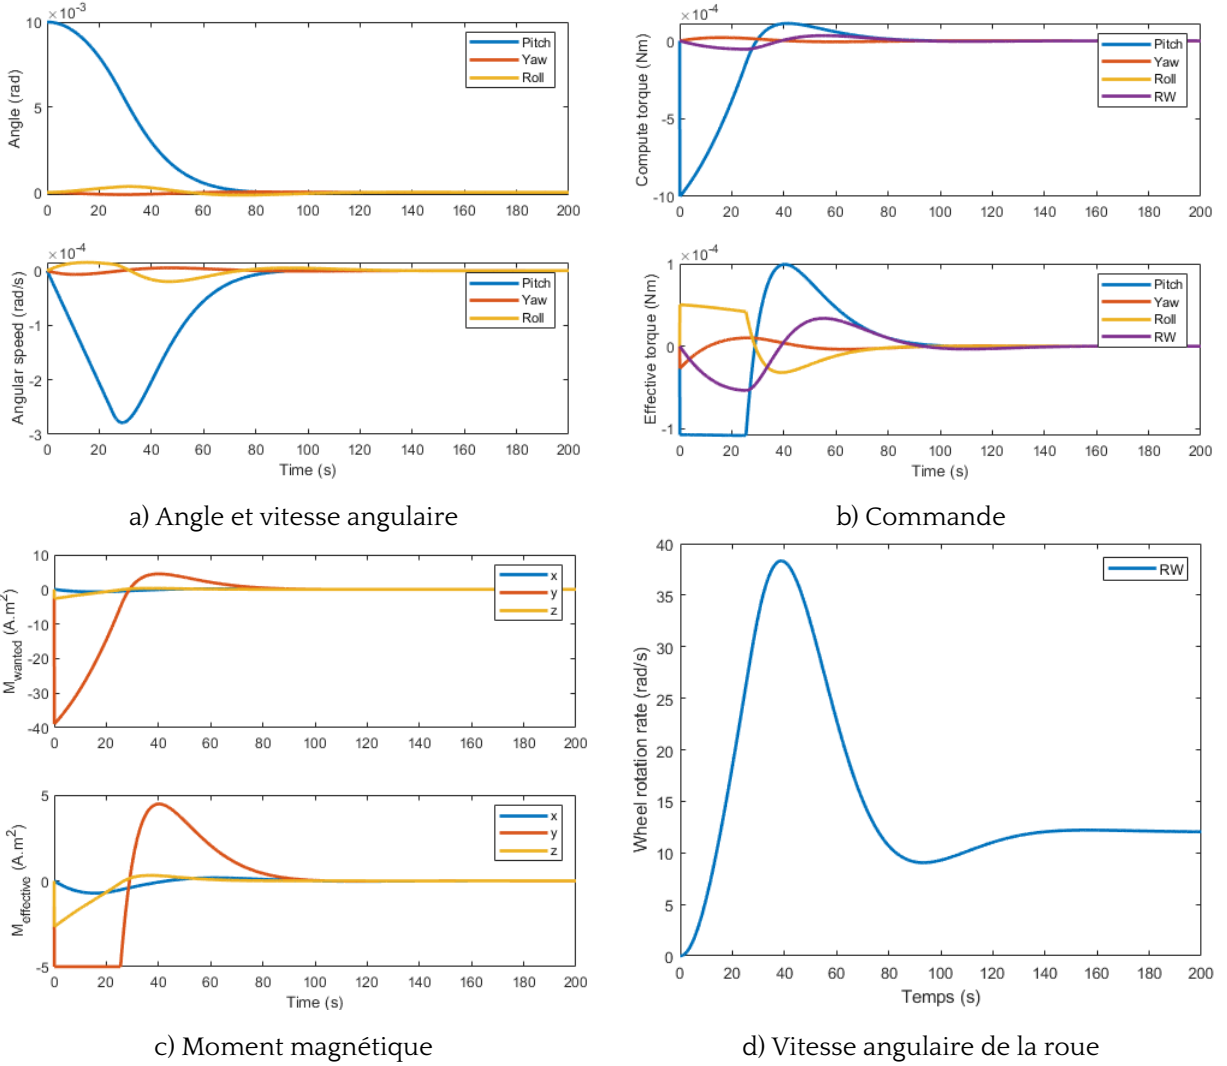 ×10⁻³
10
5
0
Angle (rad)
Pitch
Yaw
Roll
0 20 40 60 80 100 120 140 160 180 200
×10⁻⁴
0
-1
-2
-3
Angular speed (rad/s)
Pitch
Yaw
Roll
0 20 40 60 80 100 120 140 160 180 200
Time (s)
a) Angle et vitesse angulaire
×10⁻⁴
0
-5
-10
Compute torque (Nm)
Pitch
Yaw
Roll
RW
0 20 40 60 80 100 120 140 160 180 200
×10⁻⁴
1
0
-1
Effective torque (Nm)
Pitch
Yaw
Roll
RW
0 20 40 60 80 100 120 140 160 180 200
Time (s)
b) Commande
10
0
-10
-20
-30
-40
M_wanted (A.m²)
x
y
z
0 20 40 60 80 100 120 140 160 180 200
5
0
-5
M_effective (A.m²)
x
y
z
0 20 40 60 80 100 120 140 160 180 200
Time (s)
c) Moment magnétique
40
35
30
25
20
15
10
5
0
Wheel rotation rate (rad/s)
RW
0 20 40 60 80 100 120 140 160 180 200
Temps (s)
d) Vitesse angulaire de la roue